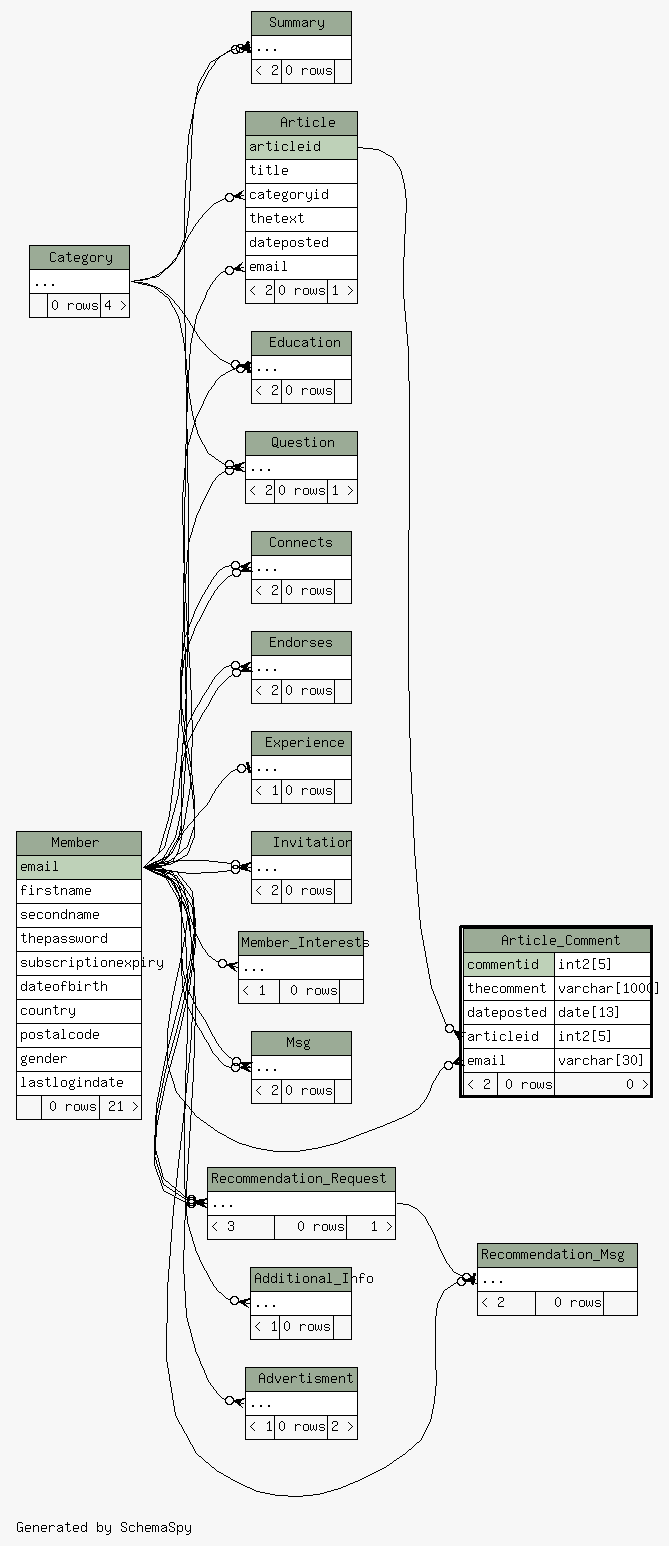 Summary
...
< 2 0 rows
Article
articleid
title
categoryid
thetext
dateposted
email
< 2 0 rows 1 >
Category
...
0 rows 4 >
Education
...
< 2 0 rows
Question
...
< 2 0 rows 1 >
Connects
...
< 2 0 rows
Endorses
...
< 2 0 rows
Experience
...
< 1 0 rows
Member
email
firstname
secondname
thepassword
subscriptionexpiry
dateofbirth
country
postalcode
gender
lastlogindate
0 rows 21 >
Invitation
...
< 2 0 rows
Member_Interests
...
< 1 0 rows
Article_Comment
commentid int2[5]
thecomment varchar[1000]
dateposted date[13]
articleid int2[5]
email varchar[30]
< 2 0 rows 0 >
Msg
...
< 2 0 rows
Recommendation_Request
...
< 3 0 rows 1 >
Recommendation_Msg
...
< 2 0 rows
Additional_Info
...
< 1 0 rows
Advertisment
...
< 1 0 rows 2 >
Generated by SchemaSpy